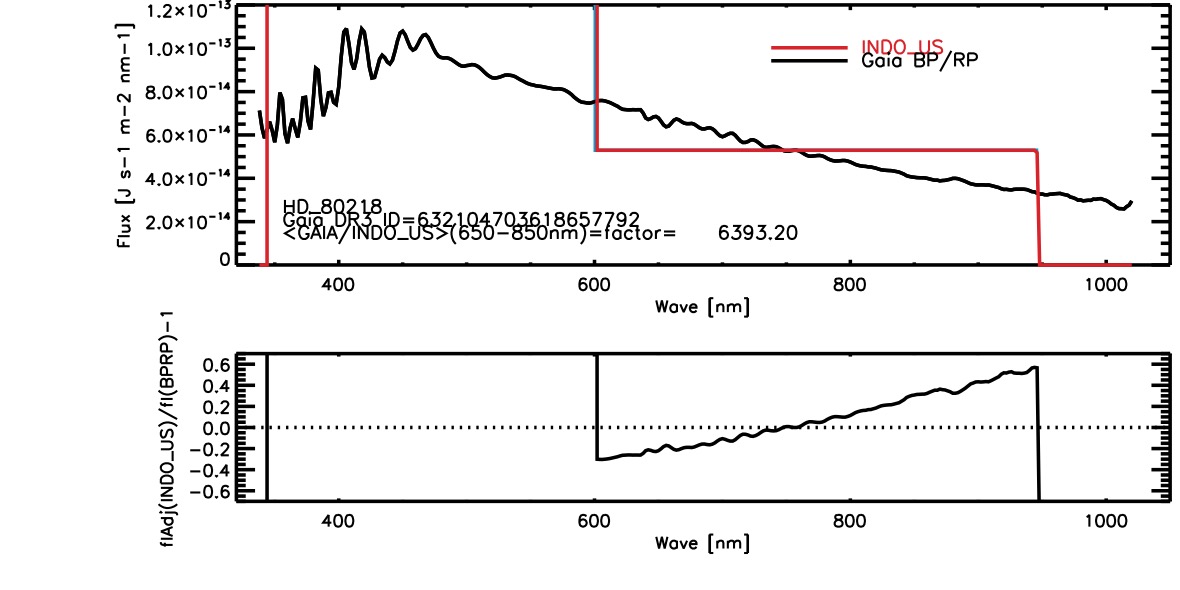 1.2×10−13
1.0×10−13
8.0×10−14
6.0×10−14
4.0×10−14
2.0×10−14
0
Flux [J s−1 m−2 nm−1]
INDO_US
Gaia BP/RP
HD_80218
Gaia DR3 ID=632104703618657792
<GAIA/INDO_US>(650−850nm)=factor= 6393.20
400 600 800 1000
Wave [nm]
flAdj(INDO_US)/fl(BPRP)−1
0.6
0.4
0.2
0.0
−0.2
−0.4
−0.6
400 600 800 1000
Wave [nm]